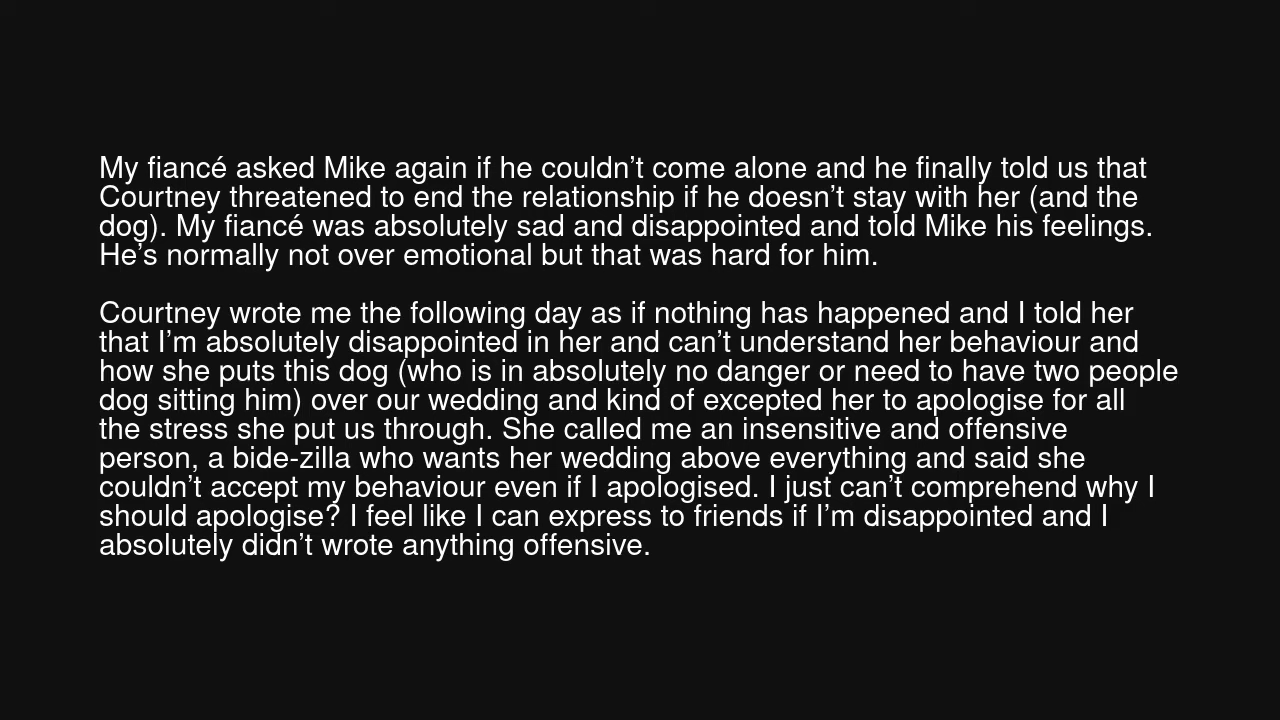 My fiancé asked Mike again if he couldn’t come alone and he finally told us that
Courtney threatened to end the relationship if he doesn’t stay with her (and the
dog). My fiancé was absolutely sad and disappointed and told Mike his feelings.
He’s normally not over emotional but that was hard for him.
Courtney wrote me the following day as if nothing has happened and I told her
that I’m absolutely disappointed in her and can’t understand her behaviour and
how she puts this dog (who is in absolutely no danger or need to have two people
dog sitting him) over our wedding and kind of excepted her to apologise for all
the stress she put us through. She called me an insensitive and offensive
person, a bide-zilla who wants her wedding above everything and said she
couldn’t accept my behaviour even if I apologised. I just can’t comprehend why I
should apologise? I feel like I can express to friends if I’m disappointed and I
absolutely didn’t wrote anything offensive.